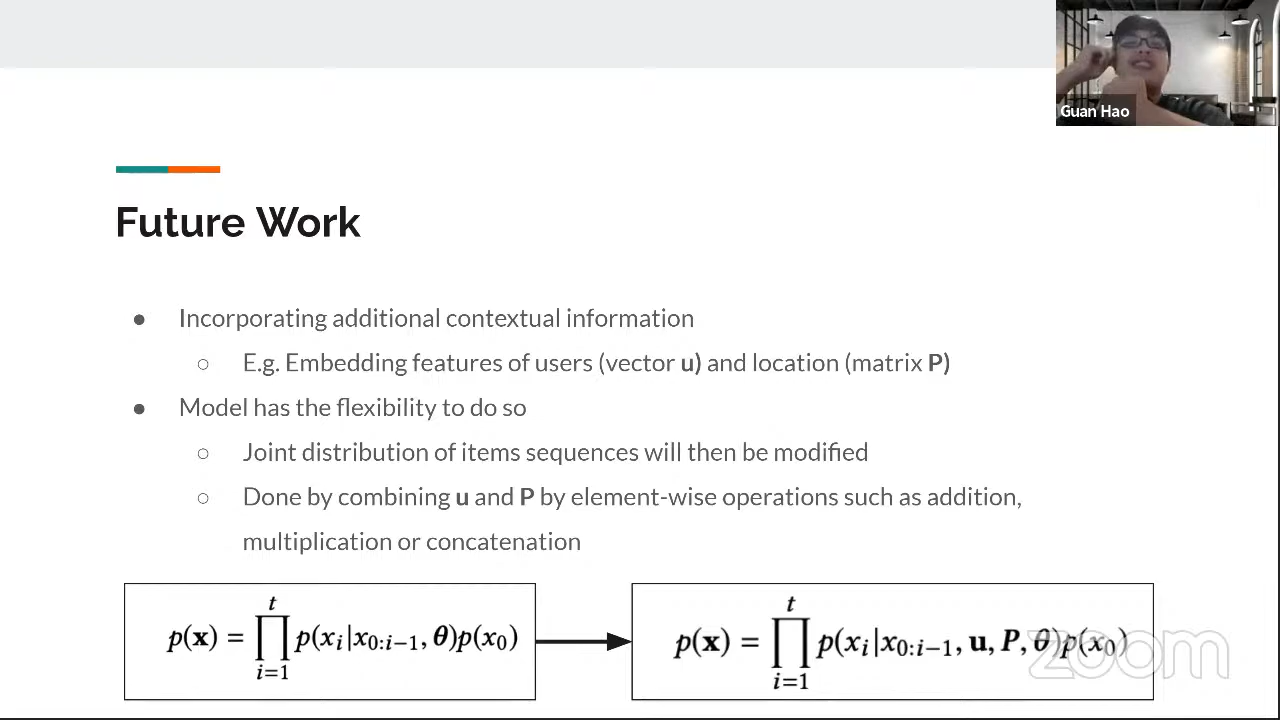 Guan Hao
Future Work
● Incorporating additional contextual information
○ E.g. Embedding features of users (vector u) and location (matrix P)
● Model has the flexibility to do so
○ Joint distribution of items sequences will then be modified
○ Done by combining u and P by element-wise operations such as addition,
multiplication or concatenation
p(x) = ∏_{i=1}^{t} p(x_i|x_{0:i−1}, θ)p(x_0)
p(x) = ∏_{i=1}^{t} p(x_i|x_{0:i−1}, u, P, θ)p(x_0)
zoom